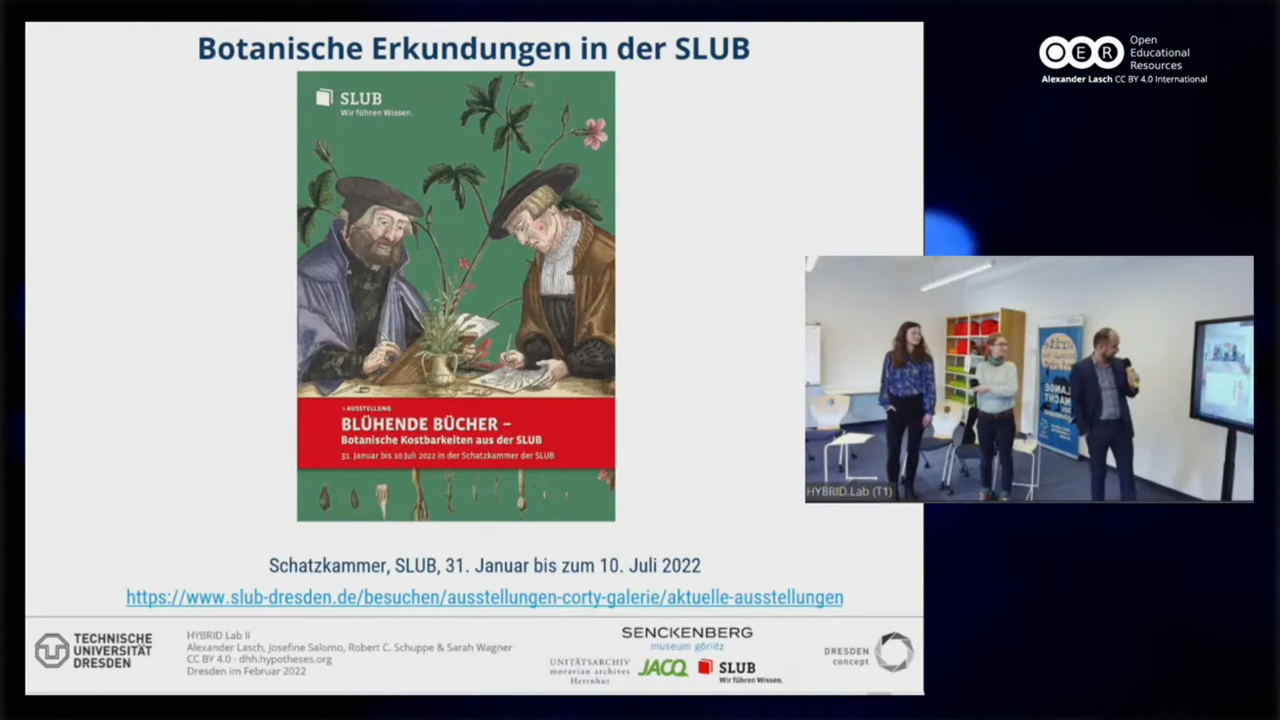 Botanische Erkundungen in der SLUB
SLUB
Wir führen Wissen.
› AUSSTELLUNG
BLÜHENDE BÜCHER –
Botanische Kostbarkeiten aus der SLUB
31. Januar bis 10 Juli 2022 in der Schatzkammer der SLUB
Schatzkammer, SLUB, 31. Januar bis zum 10. Juli 2022
https://www.slub-dresden.de/besuchen/ausstellungen-corty-galerie/aktuelle-ausstellungen
TECHNISCHE
UNIVERSITÄT
DRESDEN
HYBRID Lab II
Alexander Lasch, Josefine Salomo, Robert C. Schuppe & Sarah Wagner
CC BY 4.0 - dhh.hypotheses.org
Dresden im Februar 2022
SENCKENBERG
museum görlitz
UNITÄTSARCHIV
moravian archives
Herrnhut
JACQ
SLUB
Wir führen Wissen.
DRESDEN
concept
OER
Open
Educational
Resources
Alexander Lasch CC BY 4.0 International
LANGE
NACHT
HYBRID Lab (T1)